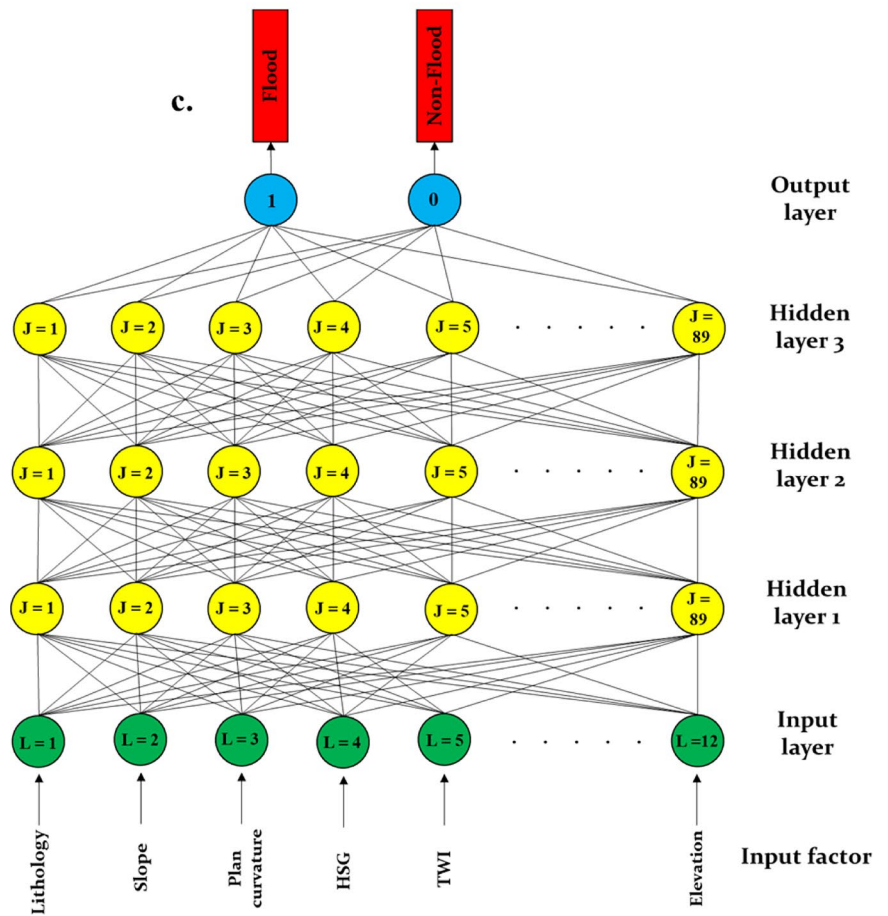 c.
Flood
Non-Flood
1
0
Output
layer
J = 1
J = 2
J = 3
J = 4
J = 5
. . . . .
J =
89
Hidden
layer 3
J = 1
J = 2
J = 3
J = 4
J = 5
. . . . .
J =
89
Hidden
layer 2
J = 1
J = 2
J = 3
J = 4
J = 5
. . . . .
J =
89
Hidden
layer 1
L = 1
L = 2
L = 3
L = 4
L = 5
. . . . .
L =12
Input
layer
Lithology
Slope
Plan
curvature
HSG
TWI
Elevation
Input factor